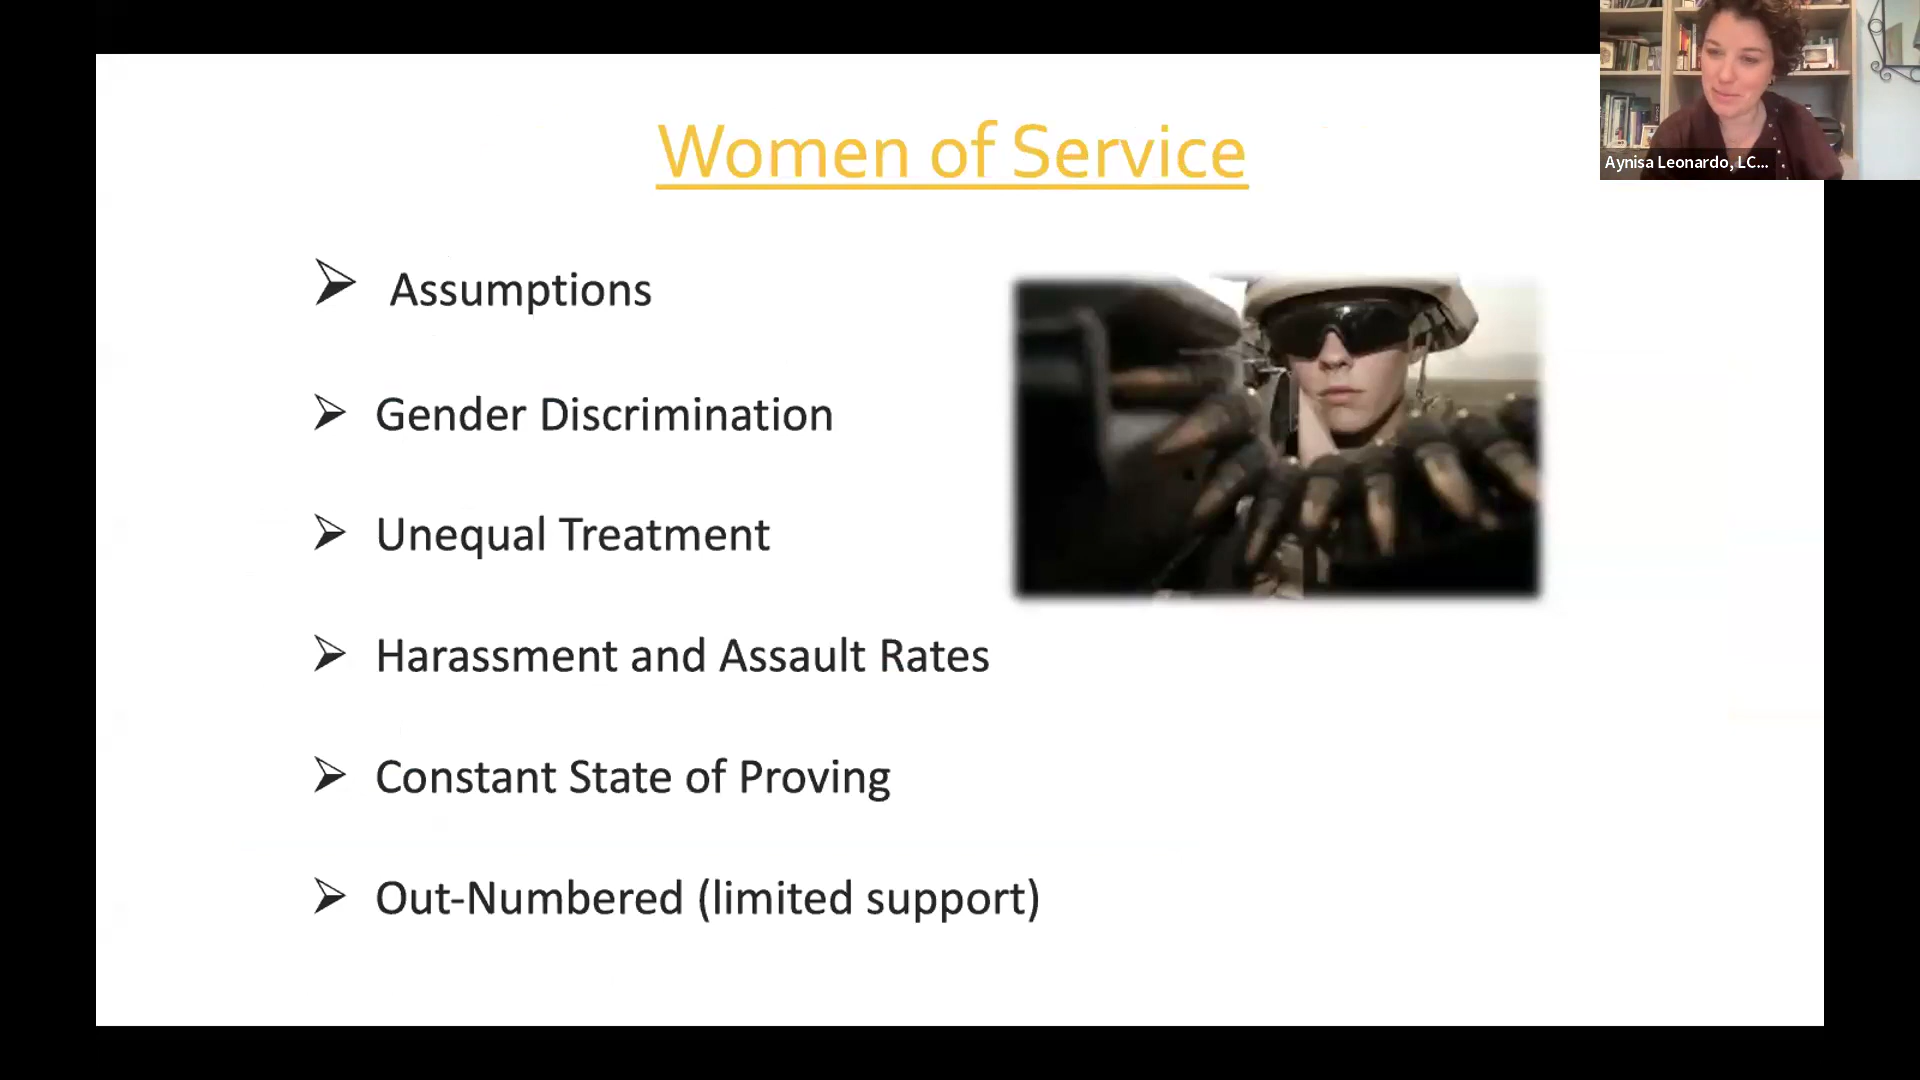 Women of Service
Aynisa Leonardo, LC...
Assumptions
Gender Discrimination
Unequal Treatment
Harassment and Assault Rates
Constant State of Proving
Out-Numbered (limited support)